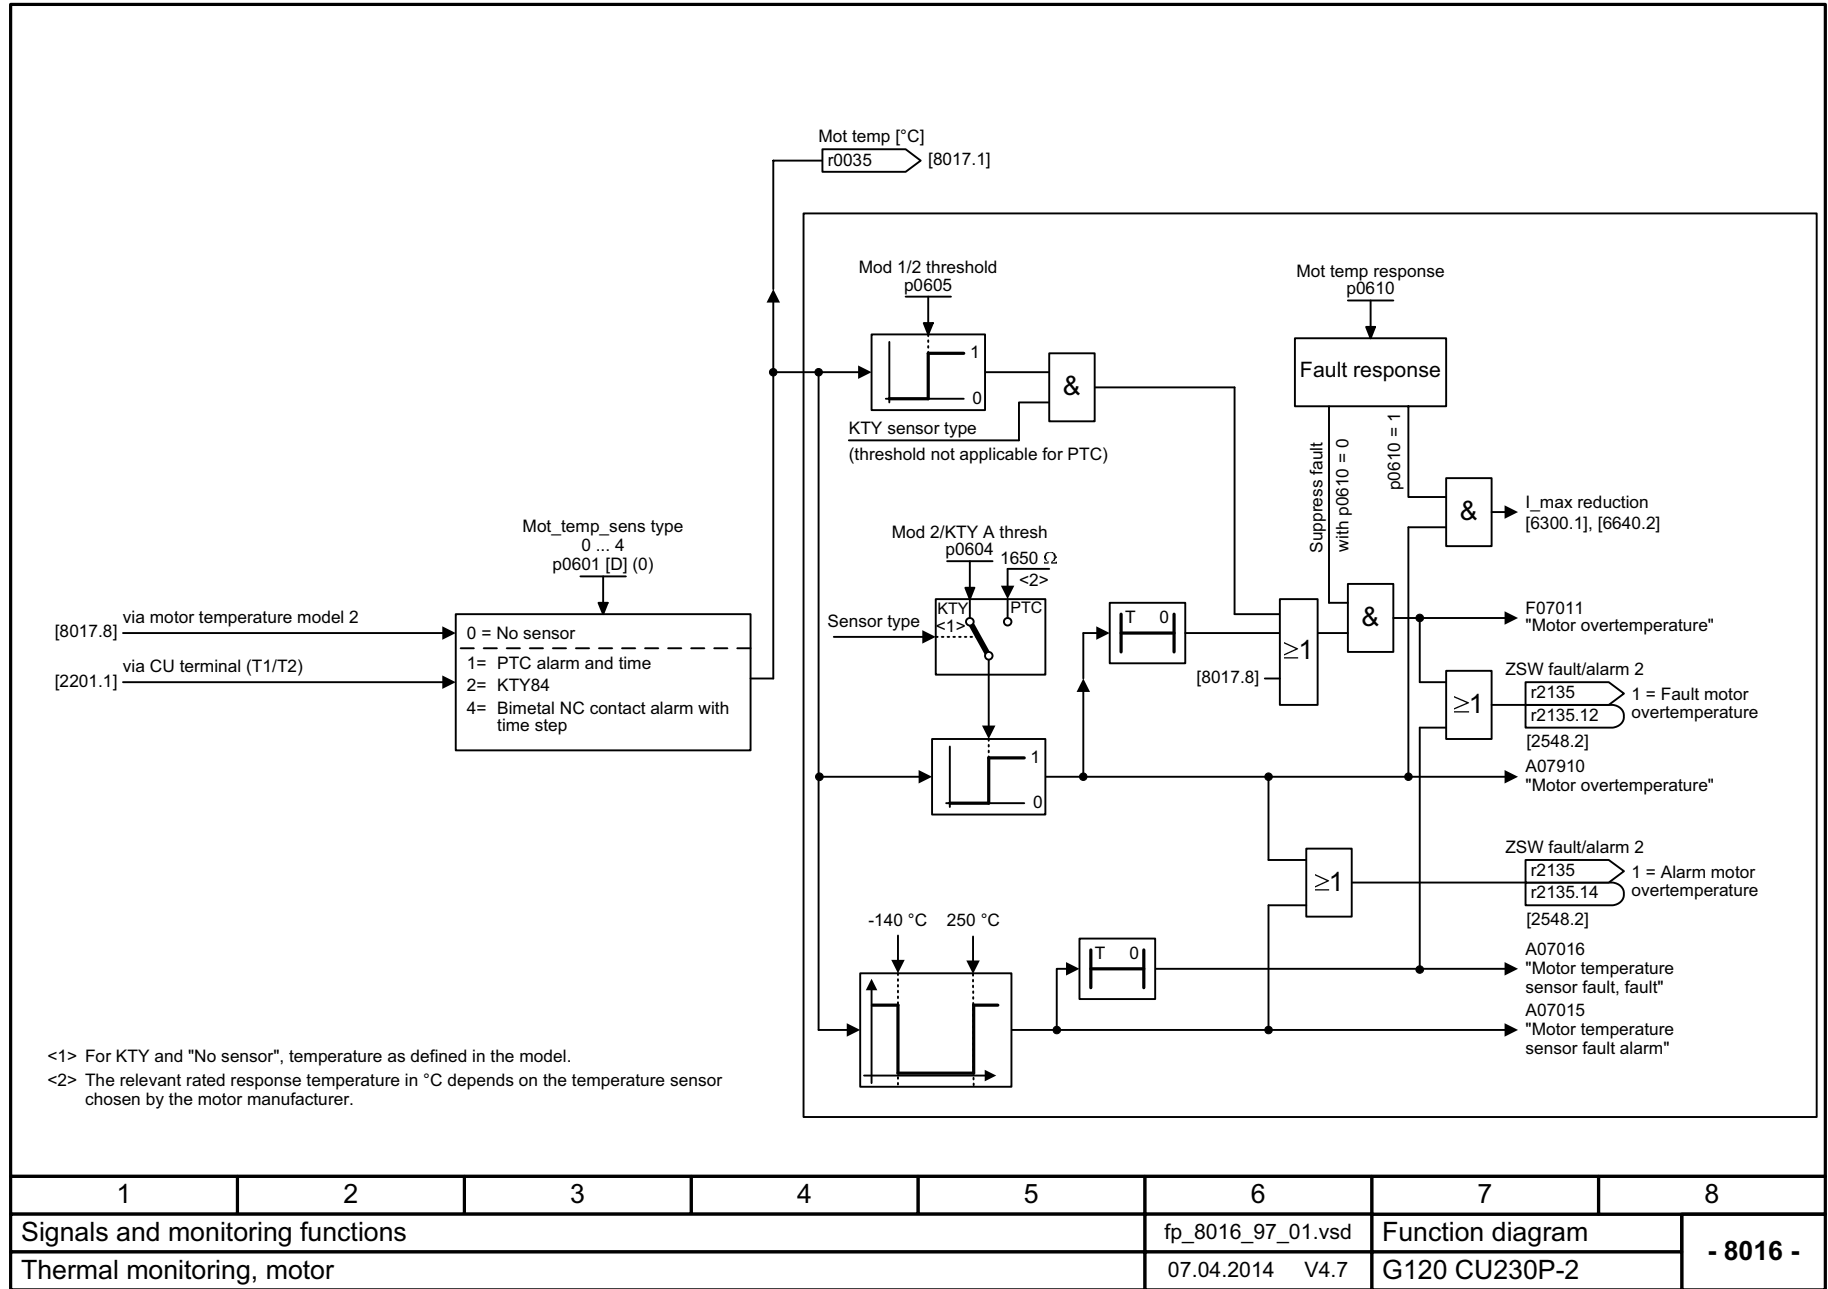 Mot temp [°C]
r0035
[8017.1]
Mod 1/2 threshold
p0605
1
0
&
KTY sensor type
(threshold not applicable for PTC)
Mot temp response
p0610
Fault response
Suppress fault
with p0610 = 0
p0610 = 1
&
I_max reduction
[6300.1], [6640.2]
Mot_temp_sens type
0 ... 4
p0601 [D] (0)
Mod 2/KTY A thresh
p0604
1650 Ω
<2>
KTY
<1>
PTC
Sensor type
T 0
≥1
[8017.8]
&
F07011
"Motor overtemperature"
[8017.8]
via motor temperature model 2
[2201.1]
via CU terminal (T1/T2)
0 = No sensor
1= PTC alarm and time
2= KTY84
4= Bimetal NC contact alarm with
time step
ZSW fault/alarm 2
≥1
r2135
r2135.12
1 = Fault motor
overtemperature
[2548.2]
1
0
A07910
"Motor overtemperature"
ZSW fault/alarm 2
≥1
r2135
r2135.14
1 = Alarm motor
overtemperature
[2548.2]
-140 °C
250 °C
T 0
A07016
"Motor temperature
sensor fault, fault"
A07015
"Motor temperature
sensor fault alarm"
<1> For KTY and "No sensor", temperature as defined in the model.
<2> The relevant rated response temperature in °C depends on the temperature sensor
chosen by the motor manufacturer.
1 2 3 4 5 6 7 8
Signals and monitoring functions
fp_8016_97_01.vsd
Function diagram
- 8016 -
Thermal monitoring, motor
07.04.2014 V4.7
G120 CU230P-2